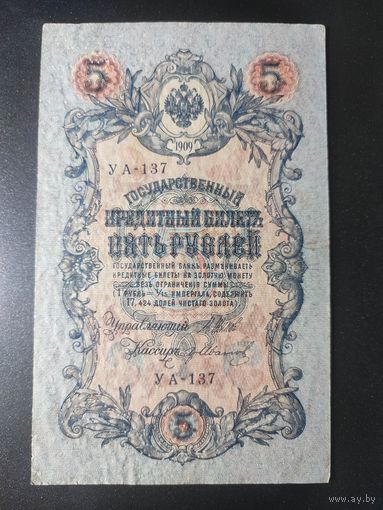 5 5
1909
УА-137
ГОСУДАРСТВЕННЫЙ
КРЕДИТНЫЙ БИЛЕТЪ
ПЯТЬ РУБЛЕЙ
ГОСУДАРСТВЕННЫЙ БАНКЪ РАЗМѢНИВАЕТЪ
КРЕДИТНЫЕ БИЛЕТЫ НА ЗОЛОТУЮ МОНЕТУ
БЕЗЪ ОГРАНИЧЕНІЯ СУММЫ
(1 РУБЛЬ = 1/15 ИМПЕРІАЛА, СОДЕРЖИТЪ
17,424 ДОЛЕЙ ЧИСТАГО ЗОЛОТА)
Управляющій
Кассиръ
УА-137
5
www.ay.by